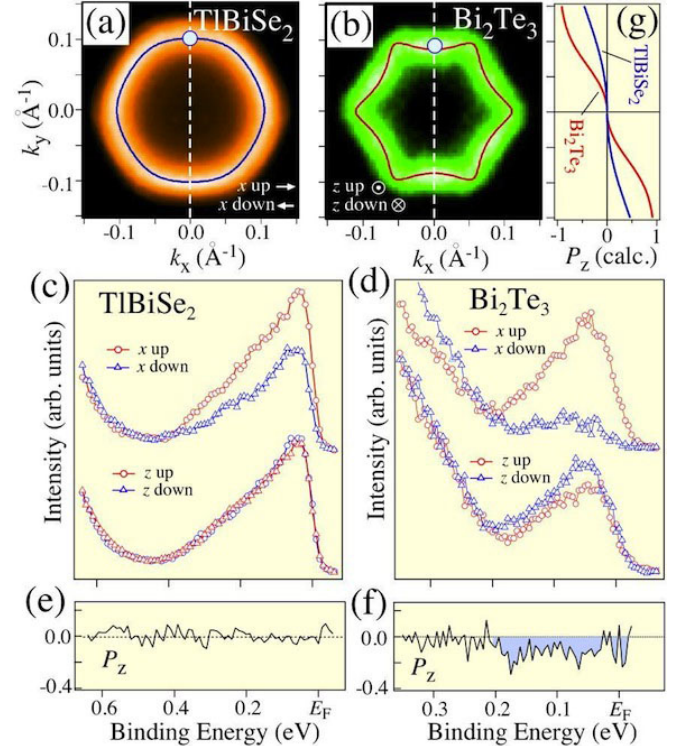 (a) TlBiSe2
0.1
0.0
-0.1
ky (Å-1)
x up →
x down ←
-0.1 0.0 0.1
kx (Å-1)
(b) Bi2Te3
z up ⊙
z down ⊗
-0.1 0.0 0.1
kx (Å-1)
(g)
TlBiSe2
Bi2Te3
-1 0 1
Pz (calc.)
(c)
TlBiSe2
x up
x down
z up
z down
Intensity (arb. units)
(d)
Bi2Te3
x up
x down
z up
z down
Intensity (arb. units)
(e)
0.0
-0.4
Pz
0.6 0.4 0.2 EF
Binding Energy (eV)
(f)
0.0
-0.4
Pz
0.3 0.2 0.1 EF
Binding Energy (eV)